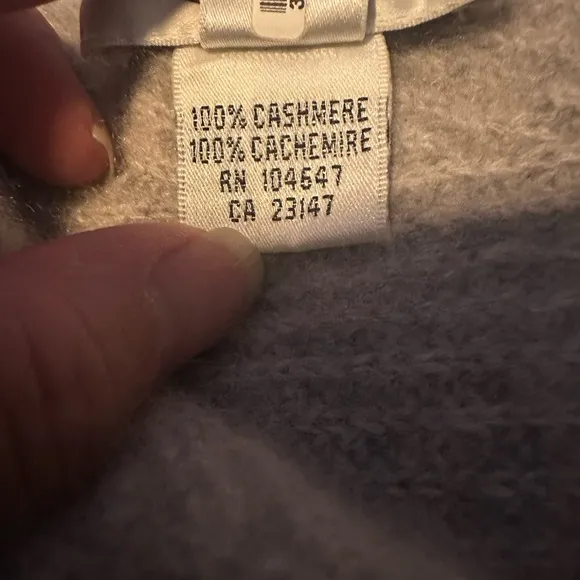 100% CASHMERE
100% CACHEMIRE
RN 104647
CA 23147